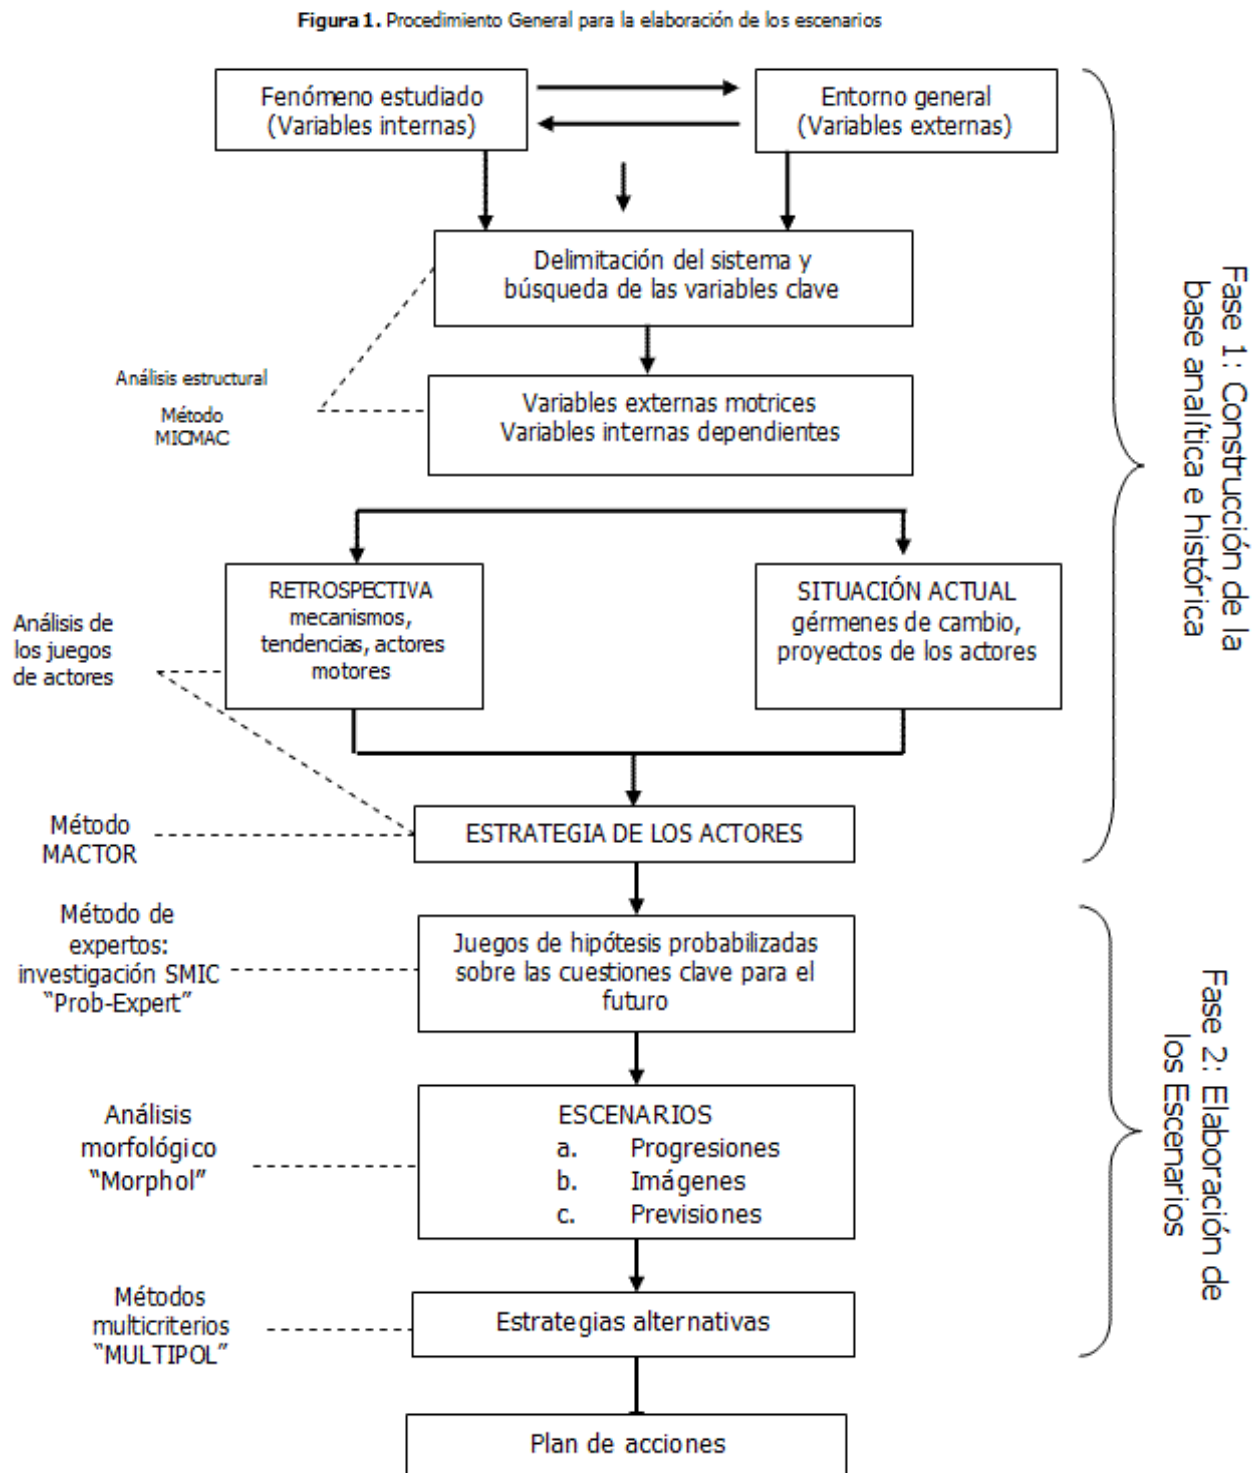 Figura 1. Procedimiento General para la elaboración de los escenarios
Fenómeno estudiado
(Variables internas)
Entorno general
(Variables externas)
Delimitación del sistema y
búsqueda de las variables clave
Análisis estructural
Método
MICMAC
Variables externas motrices
Variables internas dependientes
Fase 1: Construcción de la
base analítica e histórica
RETROSPECTIVA
mecanismos,
tendencias, actores
motores
SITUACIÓN ACTUAL
gérmenes de cambio,
proyectos de los actores
Análisis de
los juegos
de actores
Método
MACTOR
ESTRATEGIA DE LOS ACTORES
Método de
expertos:
investigación SMIC
“Prob-Expert”
Juegos de hipótesis probabilizadas
sobre las cuestiones clave para el
futuro
Fase 2: Elaboración de
los Escenarios
Análisis
morfológico
“Morphol”
ESCENARIOS
a. Progresiones
b. Imágenes
c. Previsiones
Métodos
multicriterios
“MULTIPOL”
Estrategias alternativas
Plan de acciones